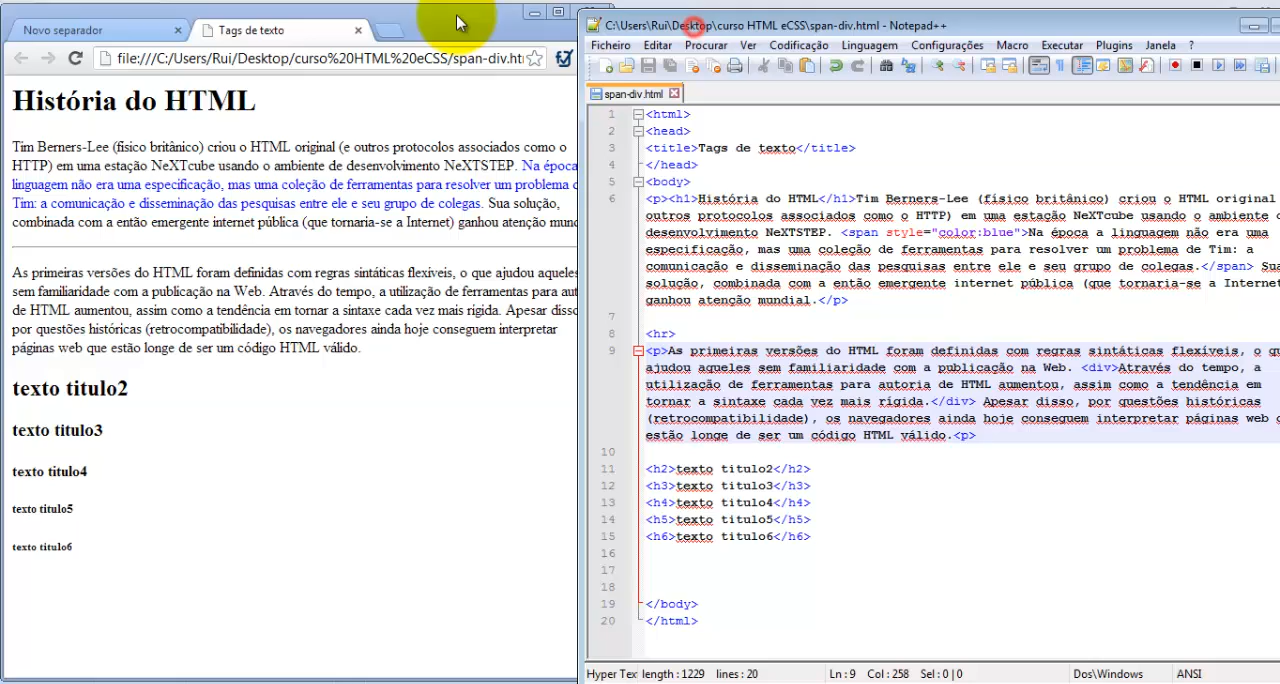 Novo separador
Tags de texto
file:///C:/Users/Rui/Desktop/curso%20HTML%20eCSS/span-div.ht
História do HTML
Tim Berners-Lee (físico britânico) criou o HTML original (e outros protocolos associados como o
HTTP) em uma estação NeXTcube usando o ambiente de desenvolvimento NeXTSTEP. Na época
linguagem não era uma especificação, mas uma coleção de ferramentas para resolver um problema d
Tim: a comunicação e disseminação das pesquisas entre ele e seu grupo de colegas. Sua solução,
combinada com a então emergente internet pública (que tornaria-se a Internet) ganhou atenção mund
As primeiras versões do HTML foram definidas com regras sintáticas flexíveis, o que ajudou aqueles
sem familiaridade com a publicação na Web. Através do tempo, a utilização de ferramentas para aut
de HTML aumentou, assim como a tendência em tornar a sintaxe cada vez mais rígida. Apesar disso
por questões históricas (retrocompatibilidade), os navegadores ainda hoje conseguem interpretar
páginas web que estão longe de ser um código HTML válido.
texto titulo2
texto titulo3
texto titulo4
texto titulo5
texto titulo6
C:\Users\Rui\Desktop\curso HTML eCSS\span-div.html - Notepad++
Ficheiro Editar Procurar Ver Codificação Linguagem Configurações Macro Executar Plugins Janela ?
span-div.html
1 <html>
2 <head>
3 <title>Tags de texto</title>
4 </head>
5 <body>
6 <p><h1>História do HTML</h1>Tim Berners-Lee (físico britânico) criou o HTML original
outros protocolos associados como o HTTP) em uma estação NeXTcube usando o ambiente d
desenvolvimento NeXTSTEP. <span style="color:blue">Na época a linguagem não era uma
especificação, mas uma coleção de ferramentas para resolver um problema de Tim: a
comunicação e disseminação das pesquisas entre ele e seu grupo de colegas.</span> Sua
solução, combinada com a então emergente internet pública (que tornaria-se a Internet
ganhou atenção mundial.</p>
7
8 <hr>
9 <p>As primeiras versões do HTML foram definidas com regras sintáticas flexíveis, o qu
ajudou aqueles sem familiaridade com a publicação na Web. <div>Através do tempo, a
utilização de ferramentas para autoria de HTML aumentou, assim como a tendência em
tornar a sintaxe cada vez mais rígida.</div> Apesar disso, por questões históricas
(retrocompatibilidade), os navegadores ainda hoje conseguem interpretar páginas web q
estão longe de ser um código HTML válido.<p>
10
11 <h2>texto titulo2</h2>
12 <h3>texto titulo3</h3>
13 <h4>texto titulo4</h4>
14 <h5>texto titulo5</h5>
15 <h6>texto titulo6</h6>
16
17
18
19 </body>
20 </html>
Hyper Tex length : 1229 lines : 20 Ln : 9 Col : 258 Sel : 0 | 0 Dos\Windows ANSI